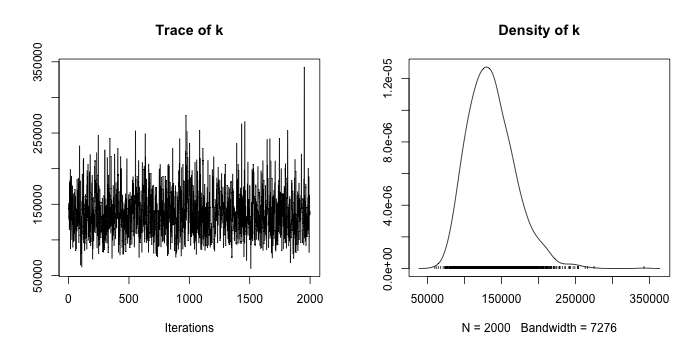 Trace of k
350000
250000
150000
50000
0
500
1000
1500
2000
Iterations
Density of k
1.2e-05
8.0e-06
4.0e-06
0.0e+00
50000
150000
250000
350000
N = 2000   Bandwidth = 7276